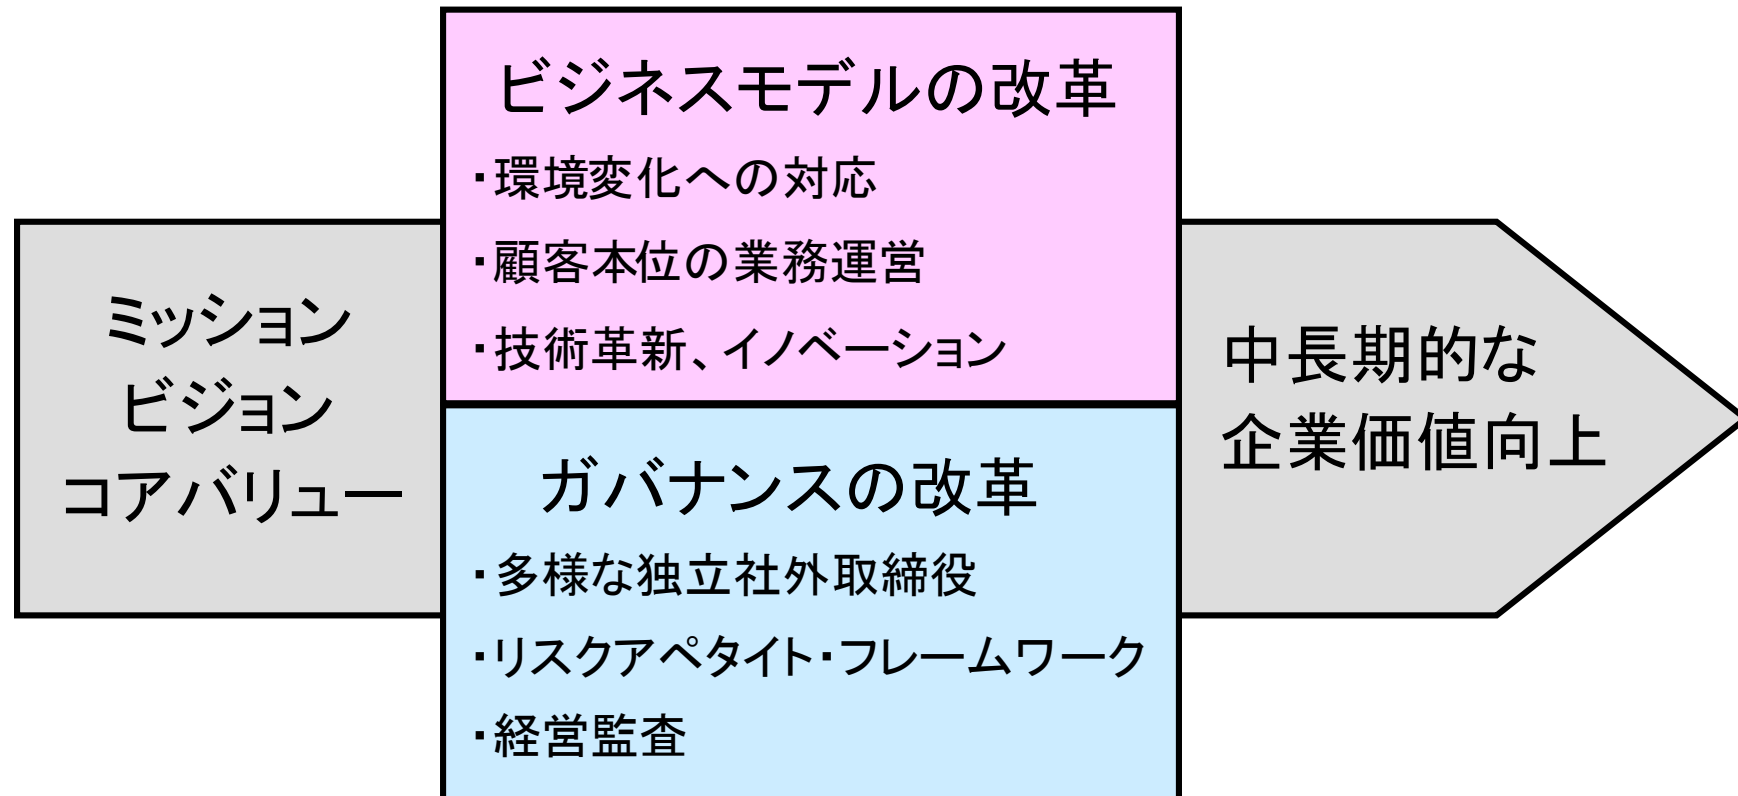 ミッション
ビジョン
コアバリュー
ビジネスモデルの改革
・環境変化への対応
・顧客本位の業務運営
・技術革新、イノベーション
ガバナンスの改革
・多様な独立社外取締役
・リスクアペタイト・フレームワーク
・経営監査
中長期的な
企業価値向上